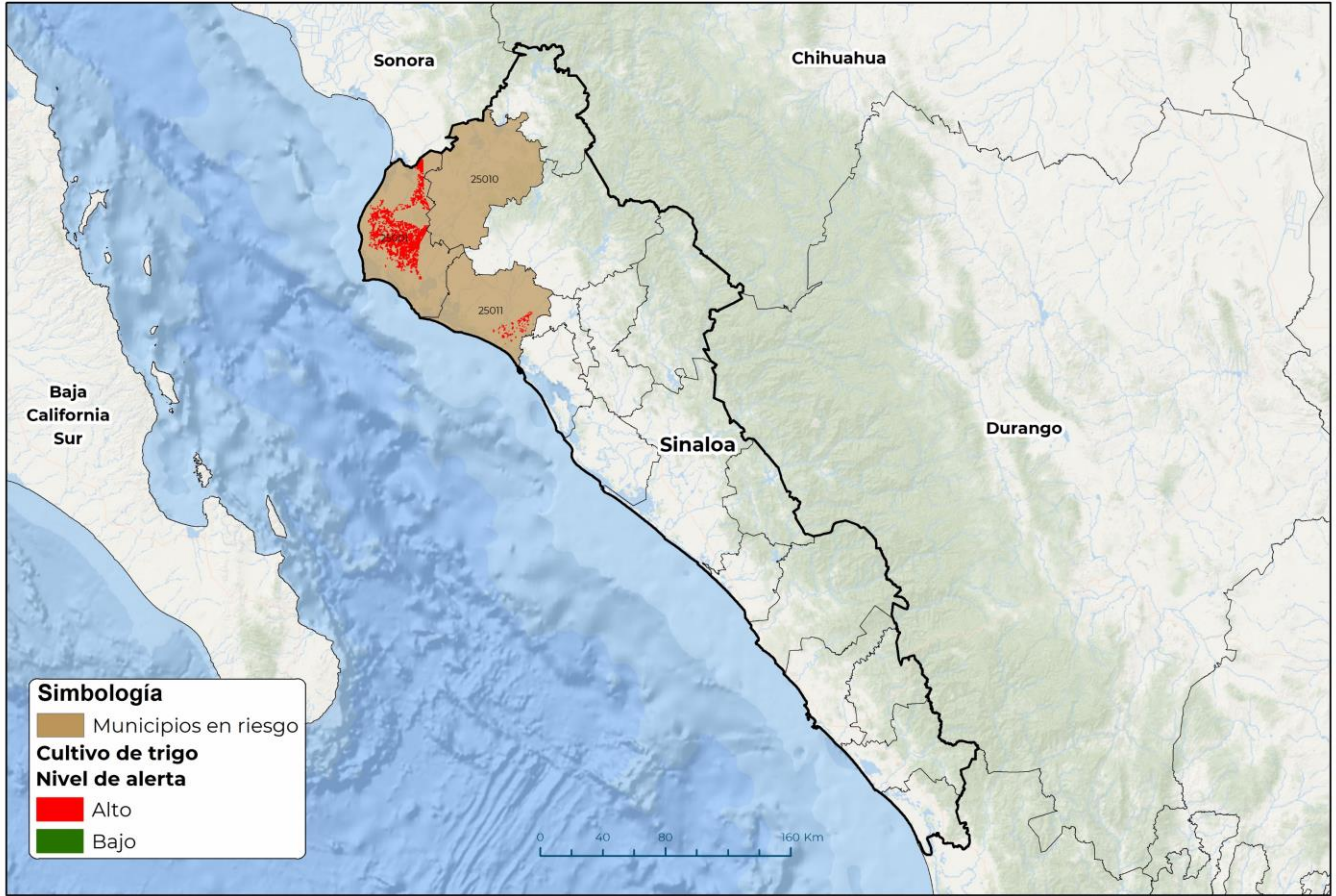 Sonora
Chihuahua
25010
25011
Baja
California
Sur
Sinaloa
Durango
Simbología
Municipios en riesgo
Cultivo de trigo
Nivel de alerta
Alto
Bajo
0 40 80 160 Km